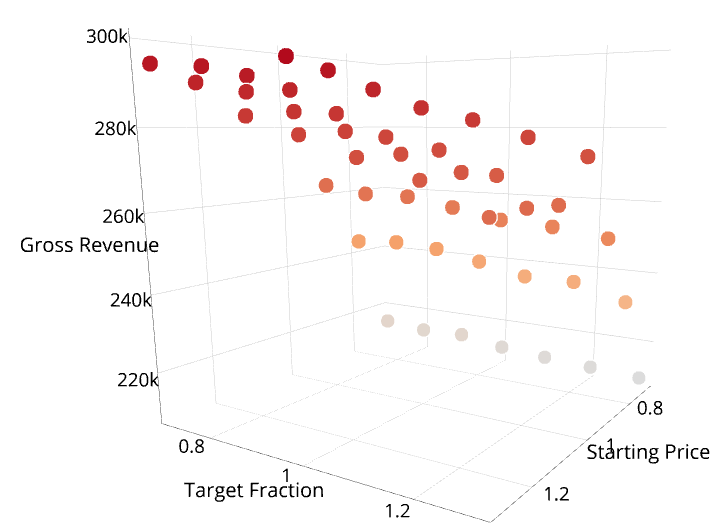 300k
280k
260k
Gross Revenue
240k
220k
0.8
1
1.2
Target Fraction
0.8
1
1.2
Starting Price